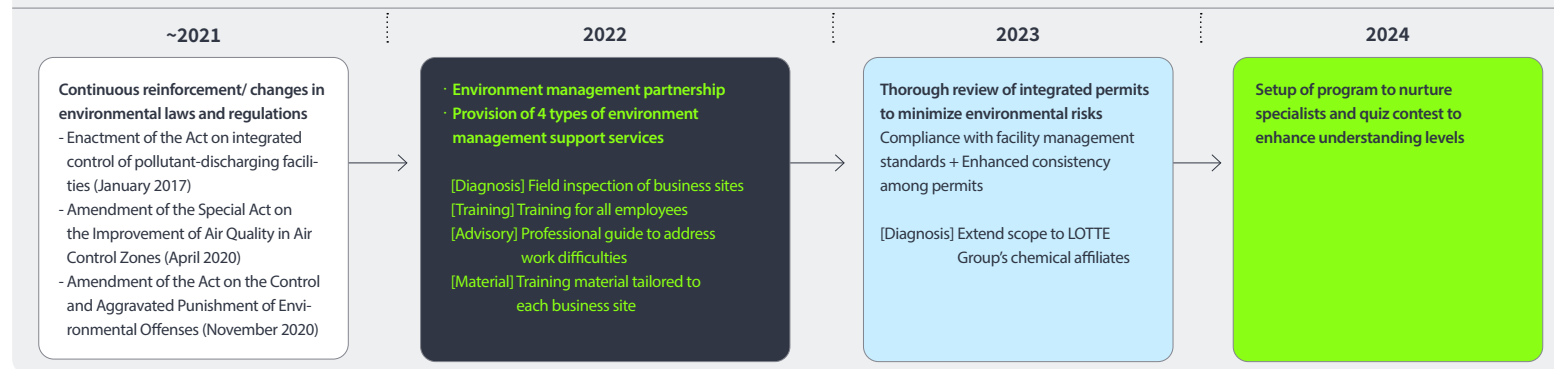 ~2021
Continuous reinforcement/ changes in
environmental laws and regulations
- Enactment of the Act on integrated
control of pollutant-discharging facili-
ties (January 2017)
- Amendment of the Special Act on
the Improvement of Air Quality in Air
Control Zones (April 2020)
- Amendment of the Act on the Control
and Aggravated Punishment of Envi-
ronmental Offenses (November 2020)
2022
· Environment management partnership
· Provision of 4 types of environment
management support services
[Diagnosis] Field inspection of business sites
[Training] Training for all employees
[Advisory] Professional guide to address
work difficulties
[Material] Training material tailored to
each business site
2023
Thorough review of integrated permits
to minimize environmental risks
Compliance with facility management
standards + Enhanced consistency
among permits
[Diagnosis] Extend scope to LOTTE
Group's chemical affiliates
2024
Setup of program to nurture
specialists and quiz contest to
enhance understanding levels